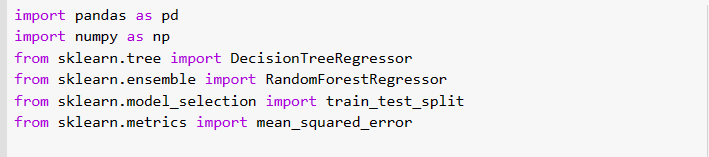 import pandas as pd
import numpy as np
from sklearn.tree import DecisionTreeRegressor
from sklearn.ensemble import RandomForestRegressor
from sklearn.model_selection import train_test_split
from sklearn.metrics import mean_squared_error